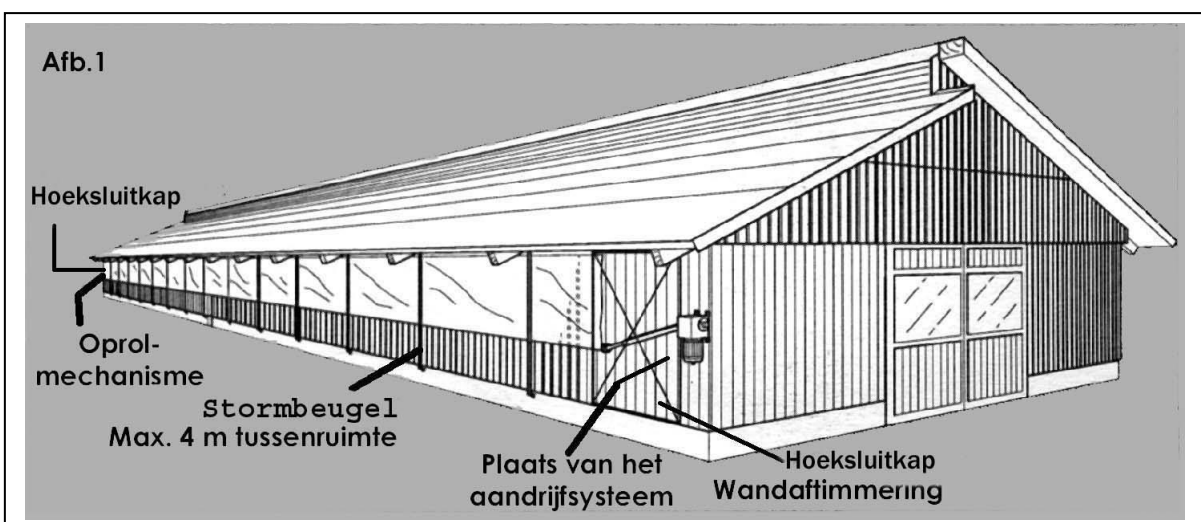 Afb.1
Hoeksluitkap
Oprol-
mechanisme
Stormbeugel
Max. 4 m tussenruimte
Plaats van het
aandrijfsysteem
Hoeksluitkap
Wandaftimmering